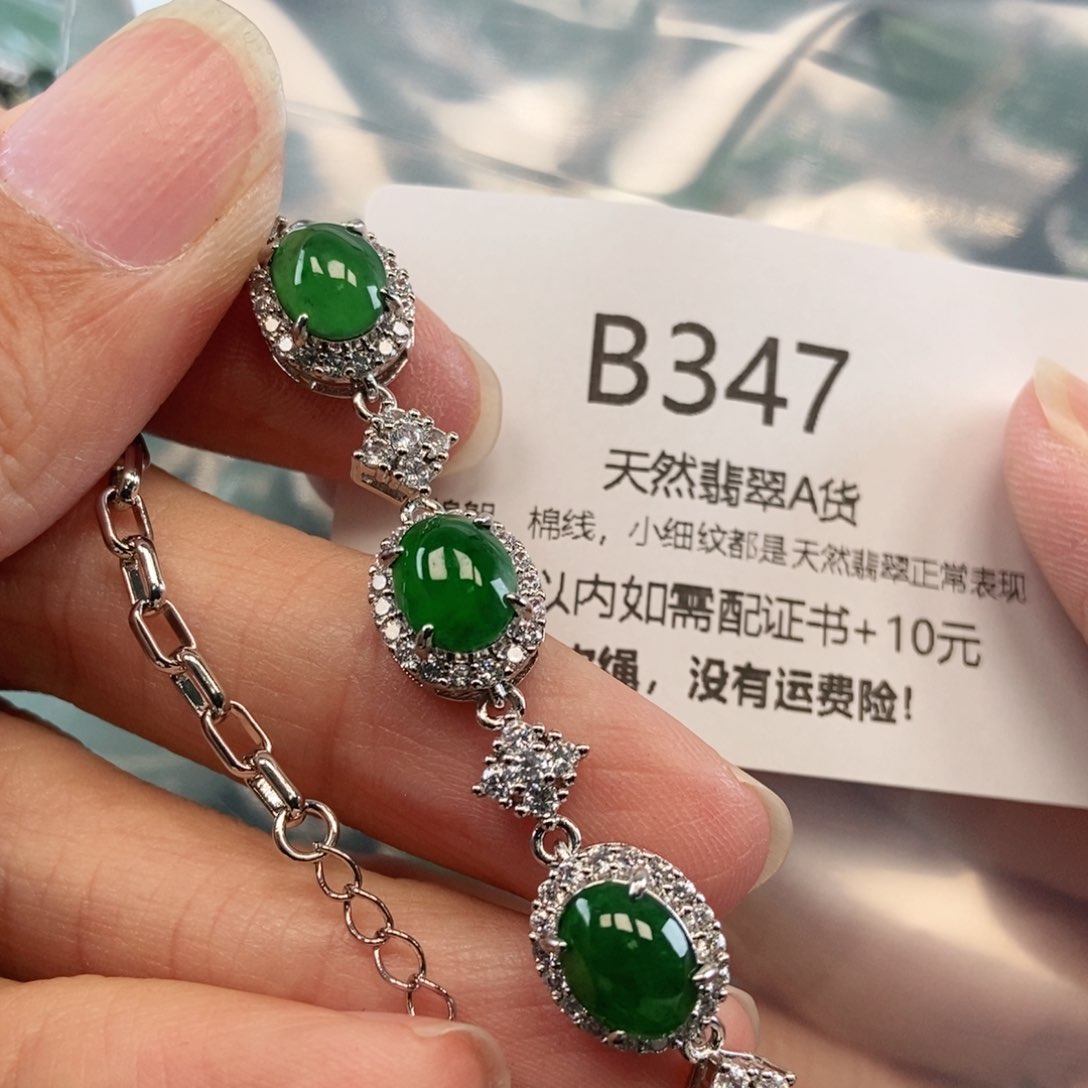 B347
天然翡翠A货
棉线，小细纹都是天然翡翠正常表现
以内如需配证书+10元
绳，没有运费险！